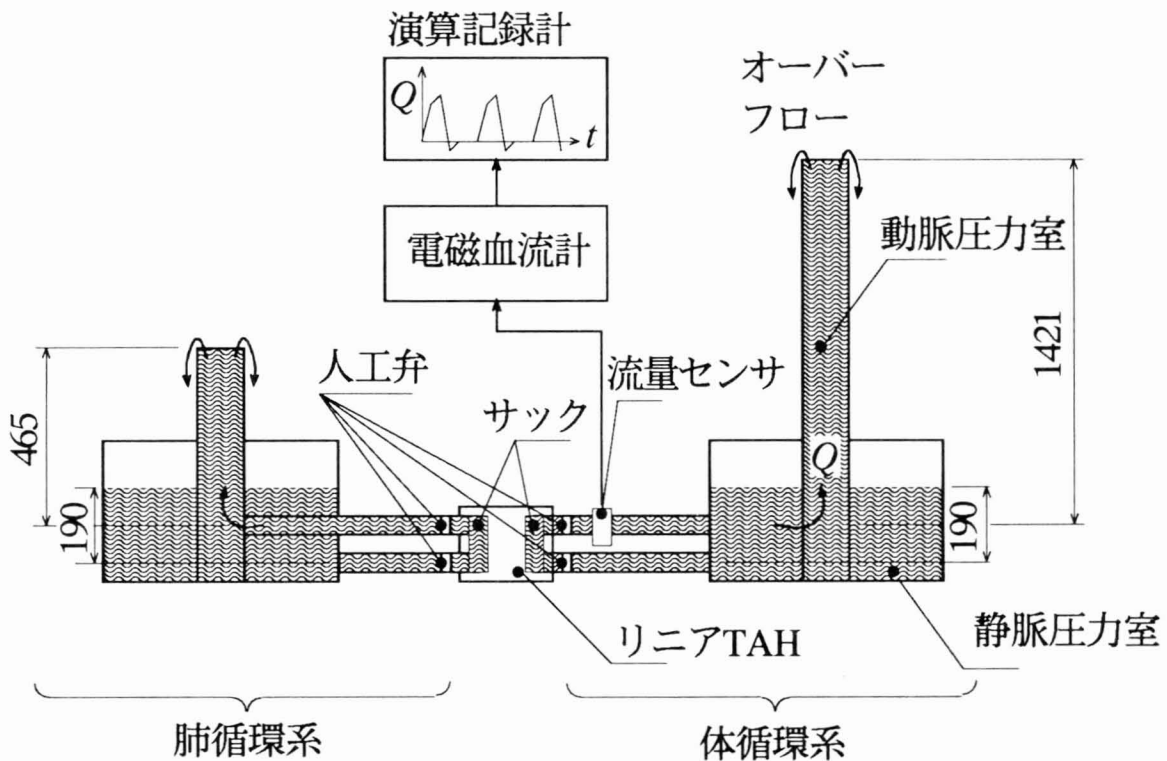 演算記録計
Q
t
オーバー
フロー
電磁血流計
動脈圧力室
1421
465
人工弁
サック
流量センサ
Q
190
190
リニアTAH
静脈圧力室
肺循環系
体循環系